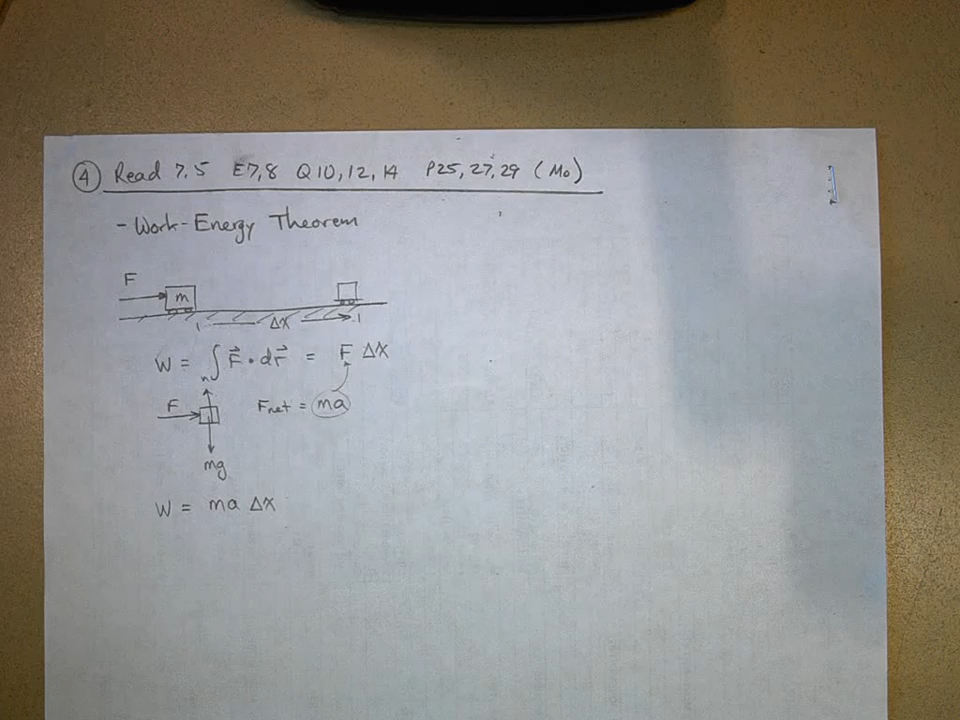 ④ Read 7.5 E7,8 Q10,12,14 P25,27,29 (Mo)
- Work-Energy Theorem
F
m
Δx
W = ∫ F⃗ • dr⃗ = F Δx
n
F Fnet = ma
mg
W = ma Δx